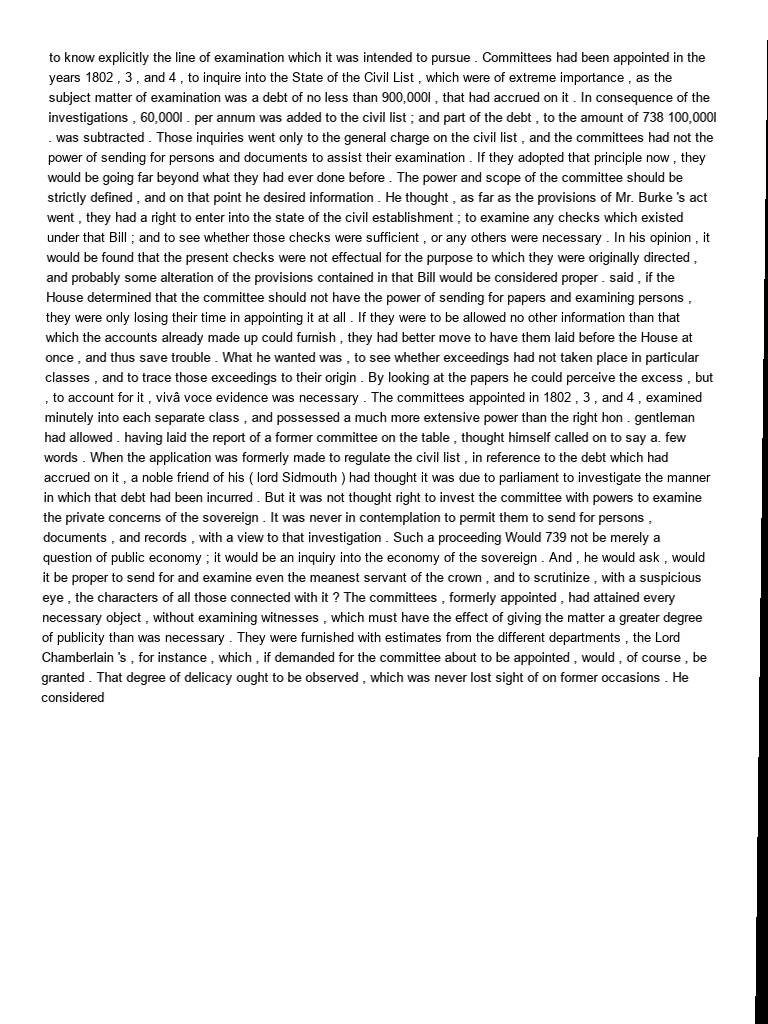 to know explicitly the line of examination which it was intended to pursue . Committees had been appointed in the
years 1802 , 3 , and 4 , to inquire into the State of the Civil List , which were of extreme importance , as the
subject matter of examination was a debt of no less than 900,000l , that had accrued on it . In consequence of the
investigations , 60,000l . per annum was added to the civil list ; and part of the debt , to the amount of 738 100,000l
. was subtracted . Those inquiries went only to the general charge on the civil list , and the committees had not the
power of sending for persons and documents to assist their examination . If they adopted that principle now , they
would be going far beyond what they had ever done before . The power and scope of the committee should be
strictly defined , and on that point he desired information . He thought , as far as the provisions of Mr. Burke 's act
went , they had a right to enter into the state of the civil establishment ; to examine any checks which existed
under that Bill ; and to see whether those checks were sufficient , or any others were necessary . In his opinion , it
would be found that the present checks were not effectual for the purpose to which they were originally directed ,
and probably some alteration of the provisions contained in that Bill would be considered proper . said , if the
House determined that the committee should not have the power of sending for papers and examining persons ,
they were only losing their time in appointing it at all . If they were to be allowed no other information than that
which the accounts already made up could furnish , they had better move to have them laid before the House at
once , and thus save trouble . What he wanted was , to see whether exceedings had not taken place in particular
classes , and to trace those exceedings to their origin . By looking at the papers he could perceive the excess , but
, to account for it , vivâ voce evidence was necessary . The committees appointed in 1802 , 3 , and 4 , examined
minutely into each separate class , and possessed a much more extensive power than the right hon . gentleman
had allowed . having laid the report of a former committee on the table , thought himself called on to say a. few
words . When the application was formerly made to regulate the civil list , in reference to the debt which had
accrued on it , a noble friend of his ( lord Sidmouth ) had thought it was due to parliament to investigate the manner
in which that debt had been incurred . But it was not thought right to invest the committee with powers to examine
the private concerns of the sovereign . It was never in contemplation to permit them to send for persons ,
documents , and records , with a view to that investigation . Such a proceeding Would 739 not be merely a
question of public economy ; it would be an inquiry into the economy of the sovereign . And , he would ask , would
it be proper to send for and examine even the meanest servant of the crown , and to scrutinize , with a suspicious
eye , the characters of all those connected with it ? The committees , formerly appointed , had attained every
necessary object , without examining witnesses , which must have the effect of giving the matter a greater degree
of publicity than was necessary . They were furnished with estimates from the different departments , the Lord
Chamberlain 's , for instance , which , if demanded for the committee about to be appointed , would , of course , be
granted . That degree of delicacy ought to be observed , which was never lost sight of on former occasions . He
considered